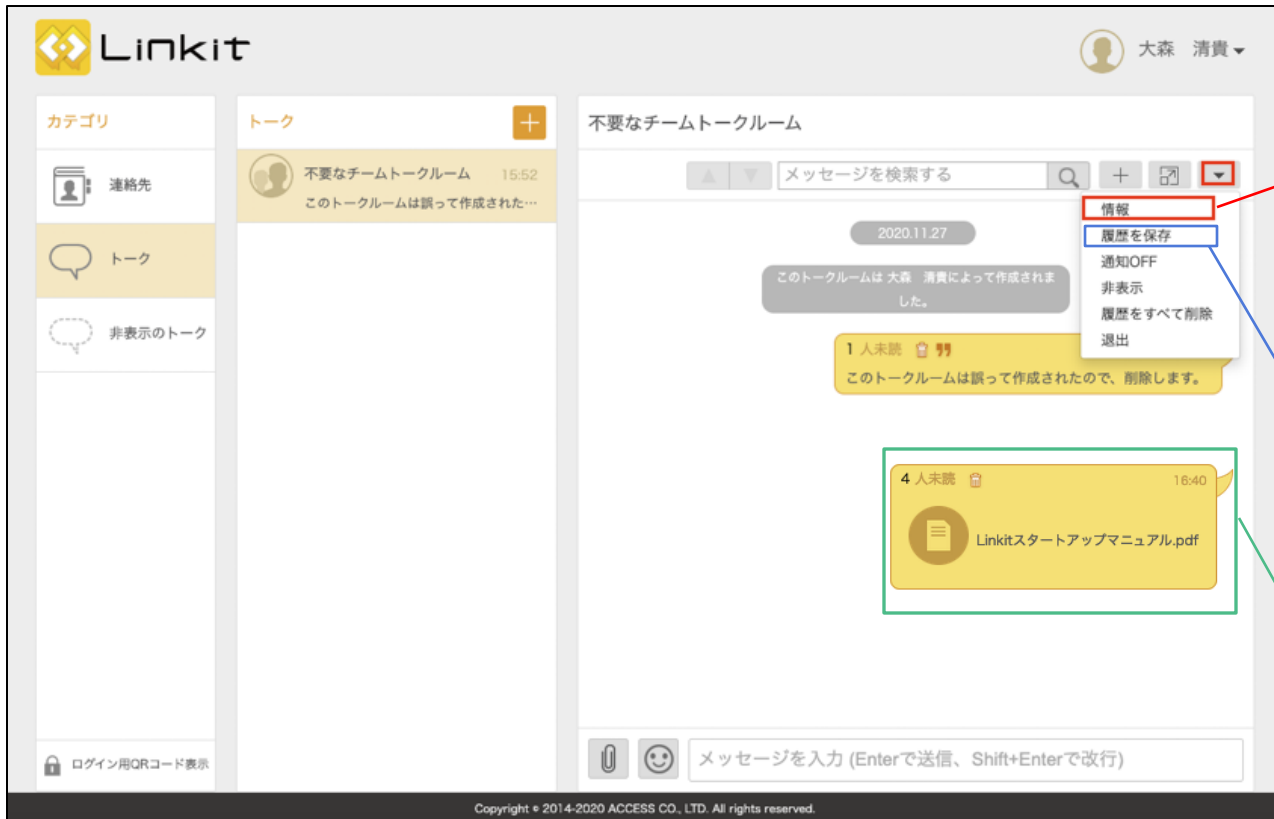 Linkit
大森　清貴
カテゴリ
連絡先
トーク
非表示のトーク
ログイン用QRコード表示
トーク
不要なチームトークルーム 15:52
このトークルームは誤って作成された…
不要なチームトークルーム
メッセージを検索する
情報
履歴を保存
通知OFF
非表示
履歴をすべて削除
退出
2020.11.27
このトークルームは 大森　清貴によって作成されま
した。
1 人未読
このトークルームは誤って作成されたので、削除します。
4 人未読 16:40
Linkitスタートアップマニュアル.pdf
メッセージを入力 (Enterで送信、Shift+Enterで改行)
Copyright © 2014-2020 ACCESS CO., LTD. All rights reserved.